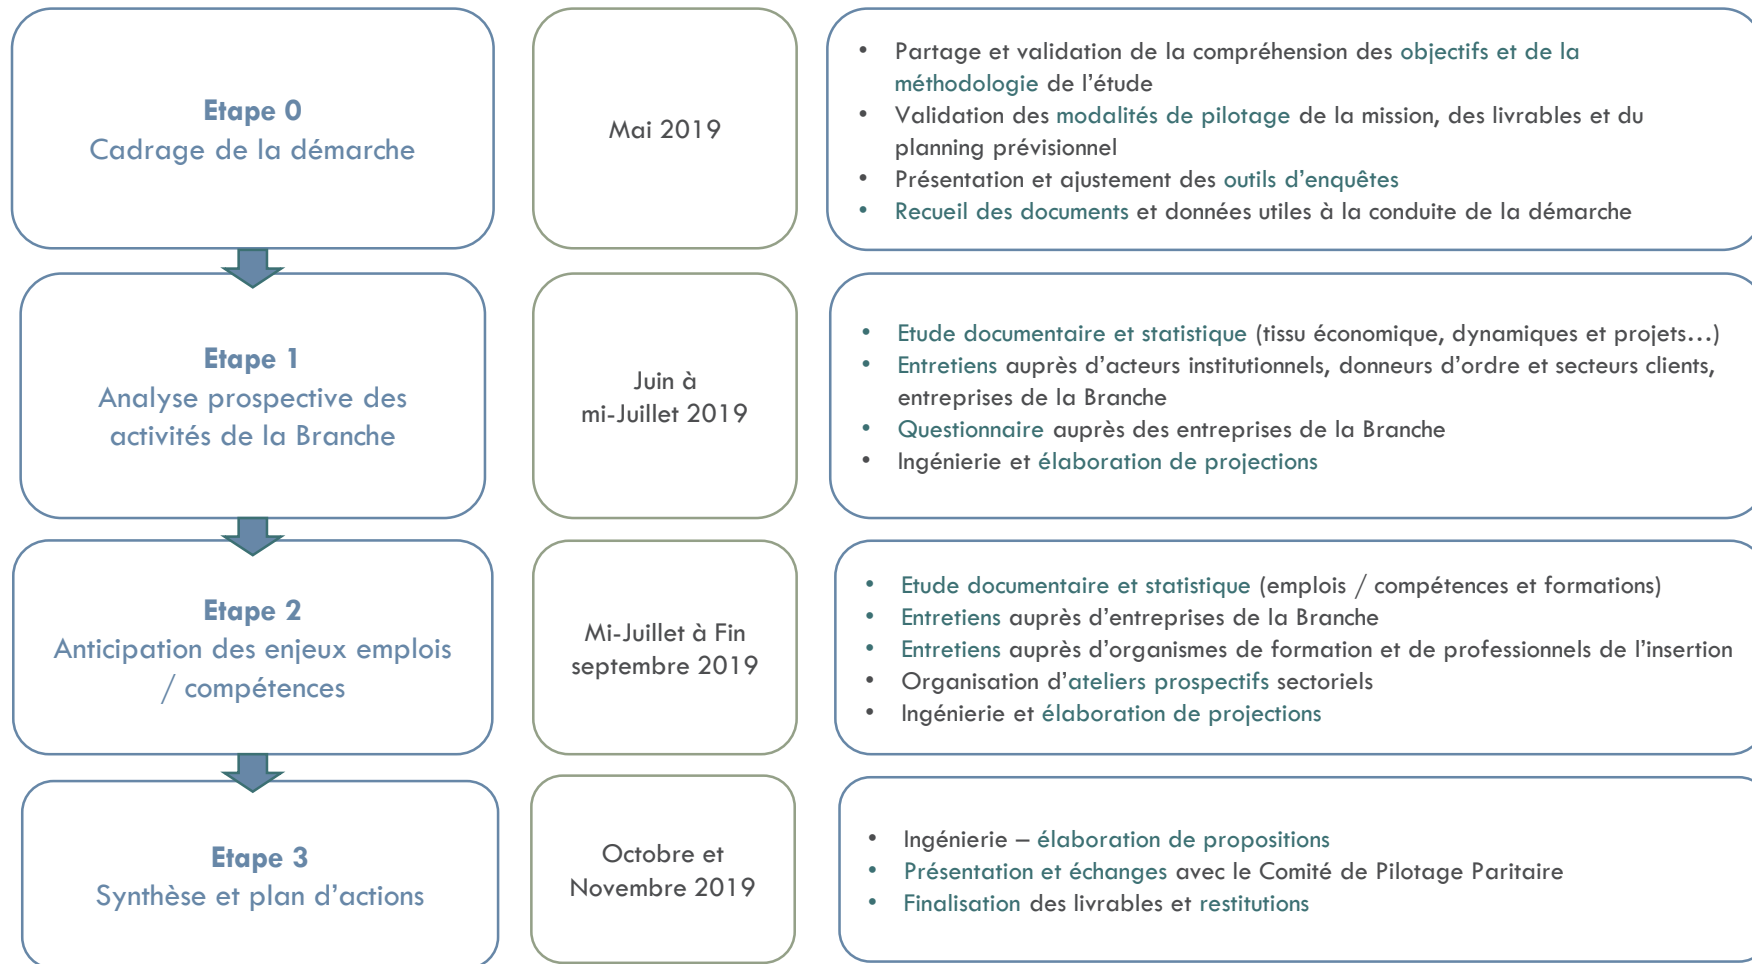 Etape 0
Cadrage de la démarche
Mai 2019
• Partage et validation de la compréhension des objectifs et de la
méthodologie de l'étude
• Validation des modalités de pilotage de la mission, des livrables et du
planning prévisionnel
• Présentation et ajustement des outils d'enquêtes
• Recueil des documents et données utiles à la conduite de la démarche
Etape 1
Analyse prospective des
activités de la Branche
Juin à
mi-Juillet 2019
• Etude documentaire et statistique (tissu économique, dynamiques et projets…)
• Entretiens auprès d'acteurs institutionnels, donneurs d'ordre et secteurs clients,
entreprises de la Branche
• Questionnaire auprès des entreprises de la Branche
• Ingénierie et élaboration de projections
Etape 2
Anticipation des enjeux emplois
/ compétences
Mi-Juillet à Fin
septembre 2019
• Etude documentaire et statistique (emplois / compétences et formations)
• Entretiens auprès d'entreprises de la Branche
• Entretiens auprès d'organismes de formation et de professionnels de l'insertion
• Organisation d'ateliers prospectifs sectoriels
• Ingénierie et élaboration de projections
Etape 3
Synthèse et plan d'actions
Octobre et
Novembre 2019
• Ingénierie – élaboration de propositions
• Présentation et échanges avec le Comité de Pilotage Paritaire
• Finalisation des livrables et restitutions